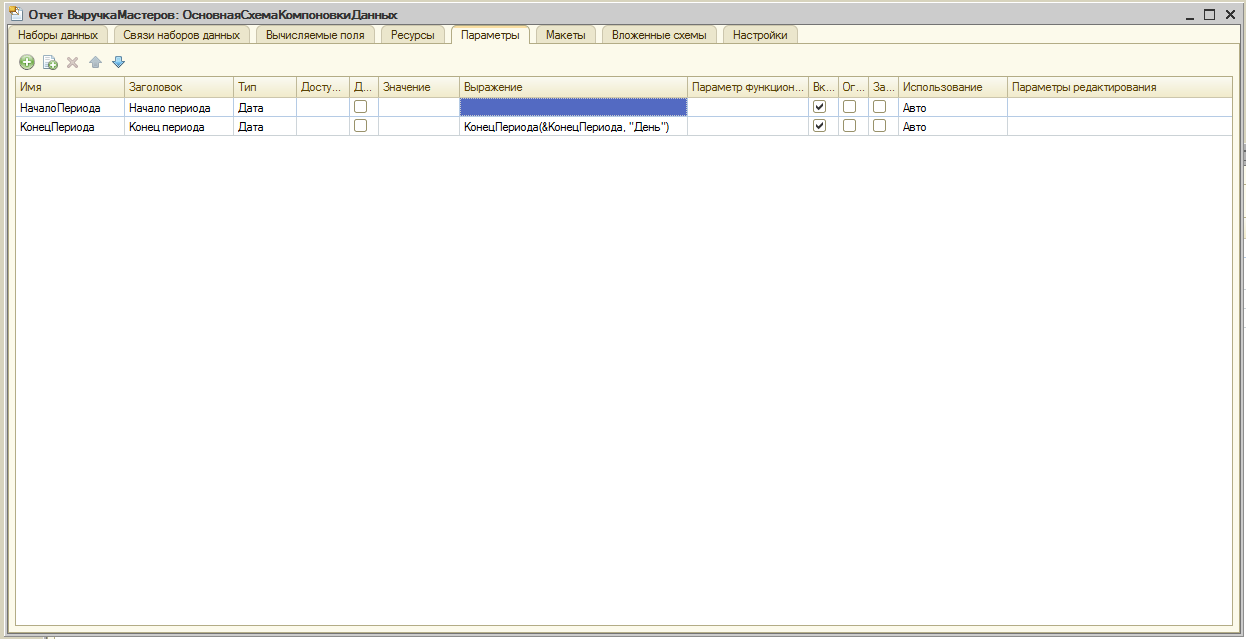 Отчет ВыручкаМастеров: ОсновнаяСхемаКомпоновкиДанных
Наборы данных Связи наборов данных Вычисляемые поля Ресурсы Параметры Макеты Вложенные схемы Настройки
Имя Заголовок Тип Досту... Д... Значение Выражение Параметр функцион... Вк... Ог... За... Использование Параметры редактирования
НачалоПериода Начало периода Дата Авто
КонецПериода Конец периода Дата КонецПериода(&КонецПериода, "День") Авто